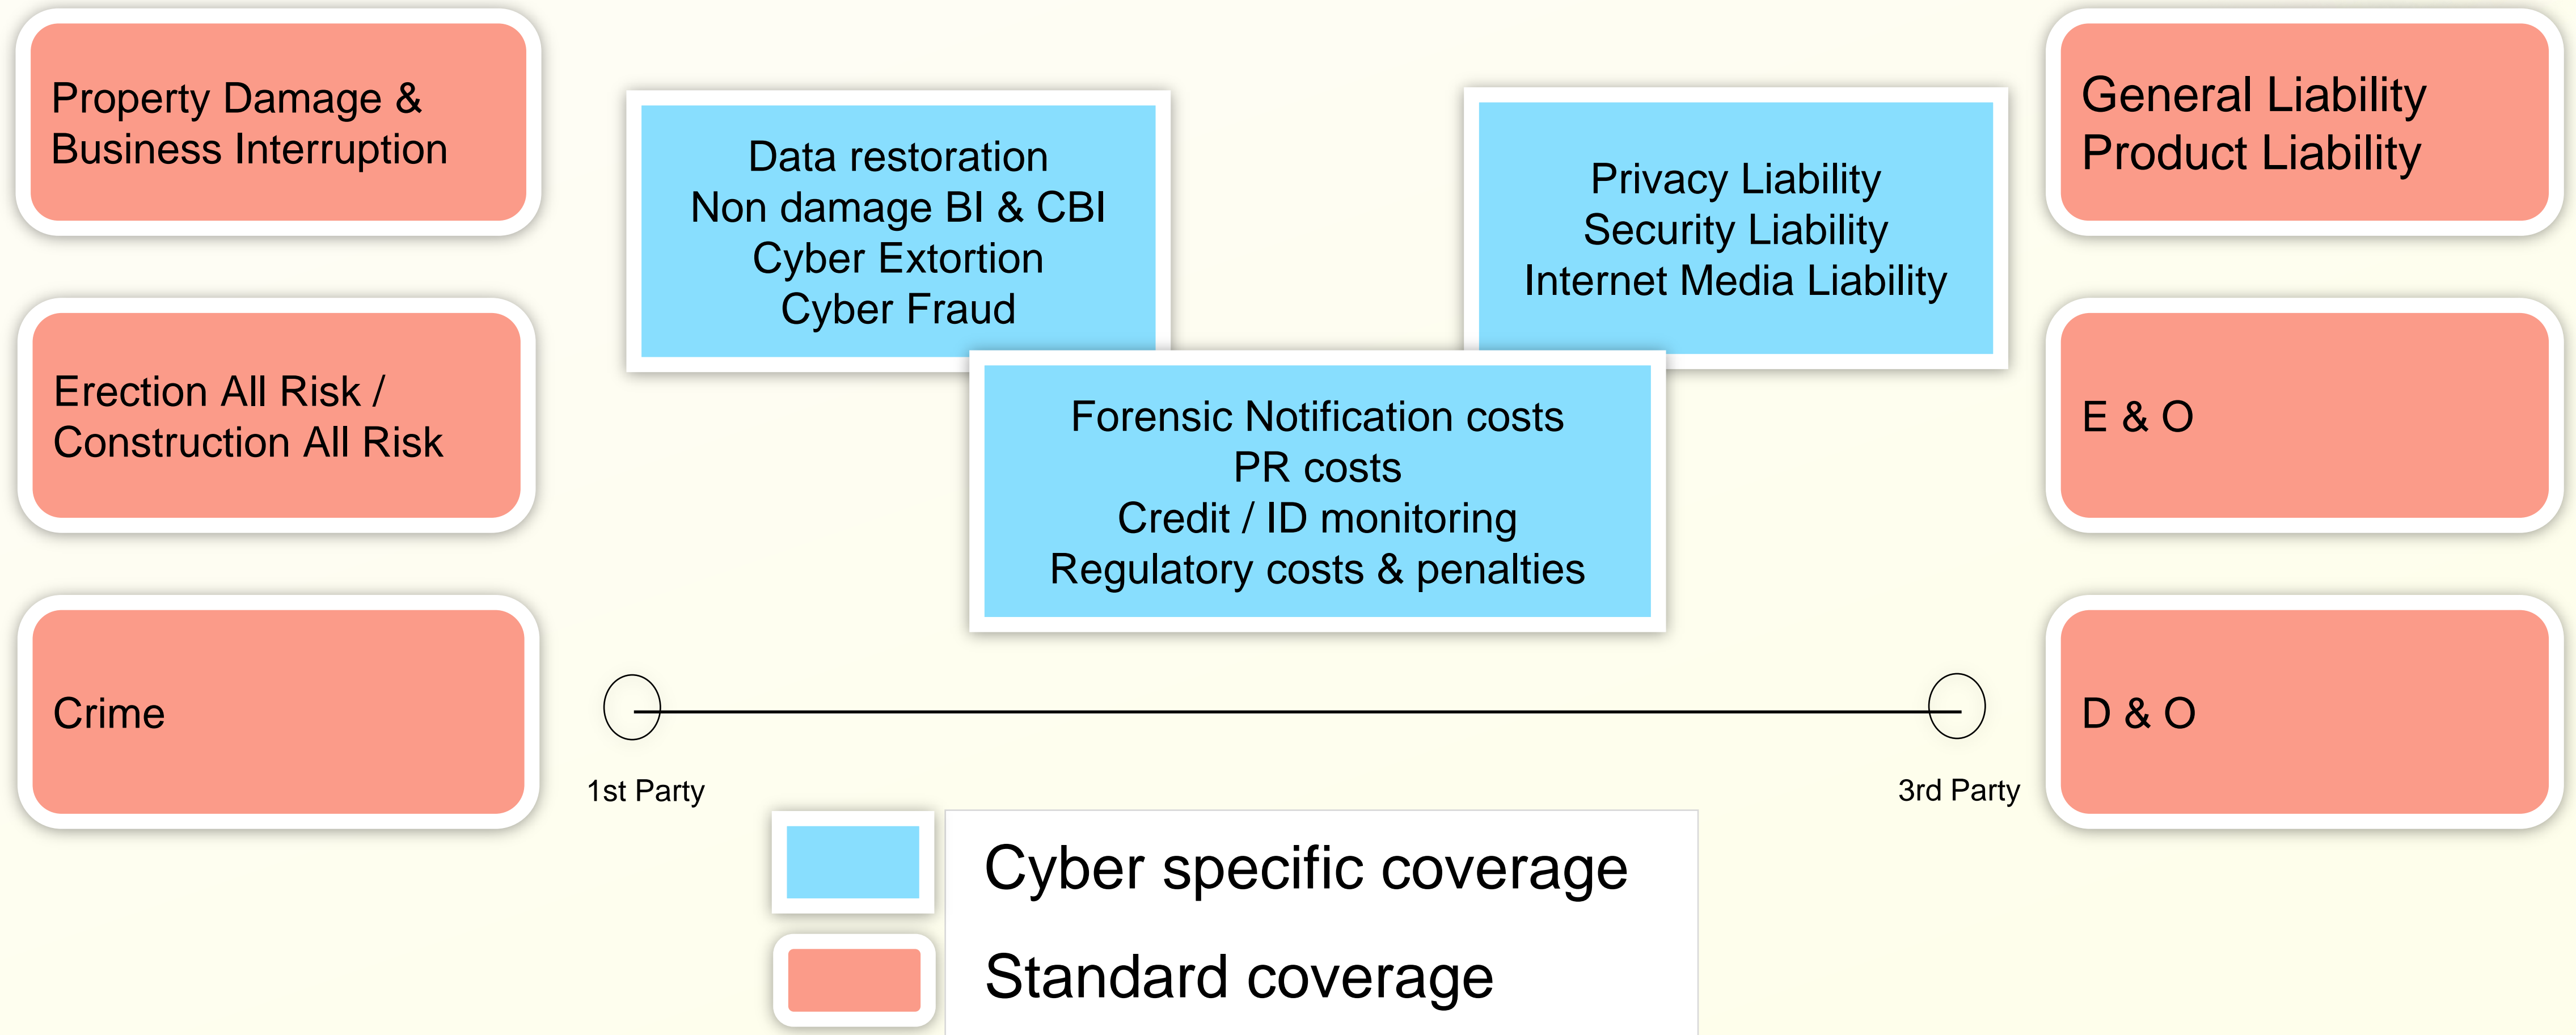 Property Damage &
Business Interruption
Erection All Risk /
Construction All Risk
Crime
Data restoration
Non damage BI & CBI
Cyber Extortion
Cyber Fraud
Privacy Liability
Security Liability
Internet Media Liability
Forensic Notification costs
PR costs
Credit / ID monitoring
Regulatory costs & penalties
General Liability
Product Liability
E & O
D & O
1st Party
3rd Party
Cyber specific coverage
Standard coverage